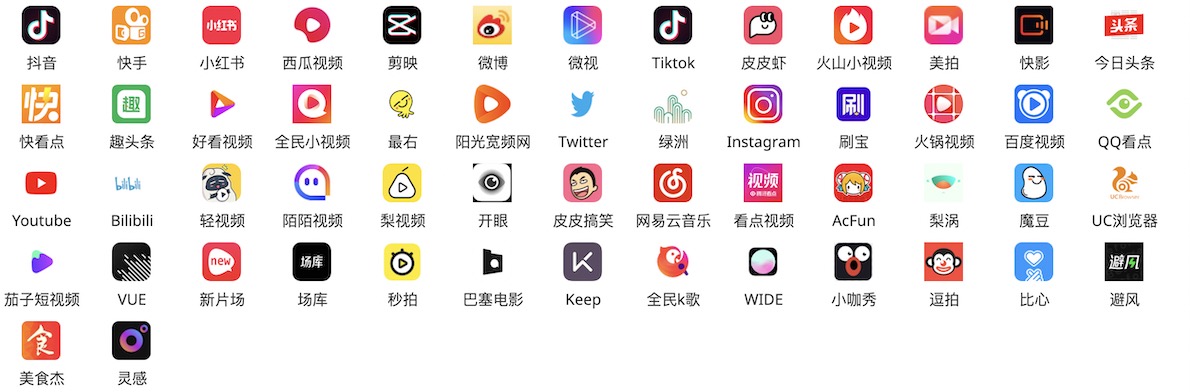 小红书
头条
抖音 快手 小红书 西瓜视频 剪映 微博 微视 Tiktok 皮皮虾 火山小视频 美拍 快影 今日头条
快 趣 刷
快看点 趣头条 好看视频 全民小视频 最右 阳光宽频网 Twitter 绿洲 Instagram 刷宝 火锅视频 百度视频 QQ看点
bilibili 视频 UC Browser
Youtube Bilibili 轻视频 陌陌视频 梨视频 开眼 皮皮搞笑 网易云音乐 看点视频 AcFun 梨涡 魔豆 UC浏览器
new 场库 避风
茄子短视频 VUE 新片场 场库 秒拍 巴塞电影 Keep 全民k歌 WIDE 小咖秀 逗拍 比心 避风
食
美食杰 灵感